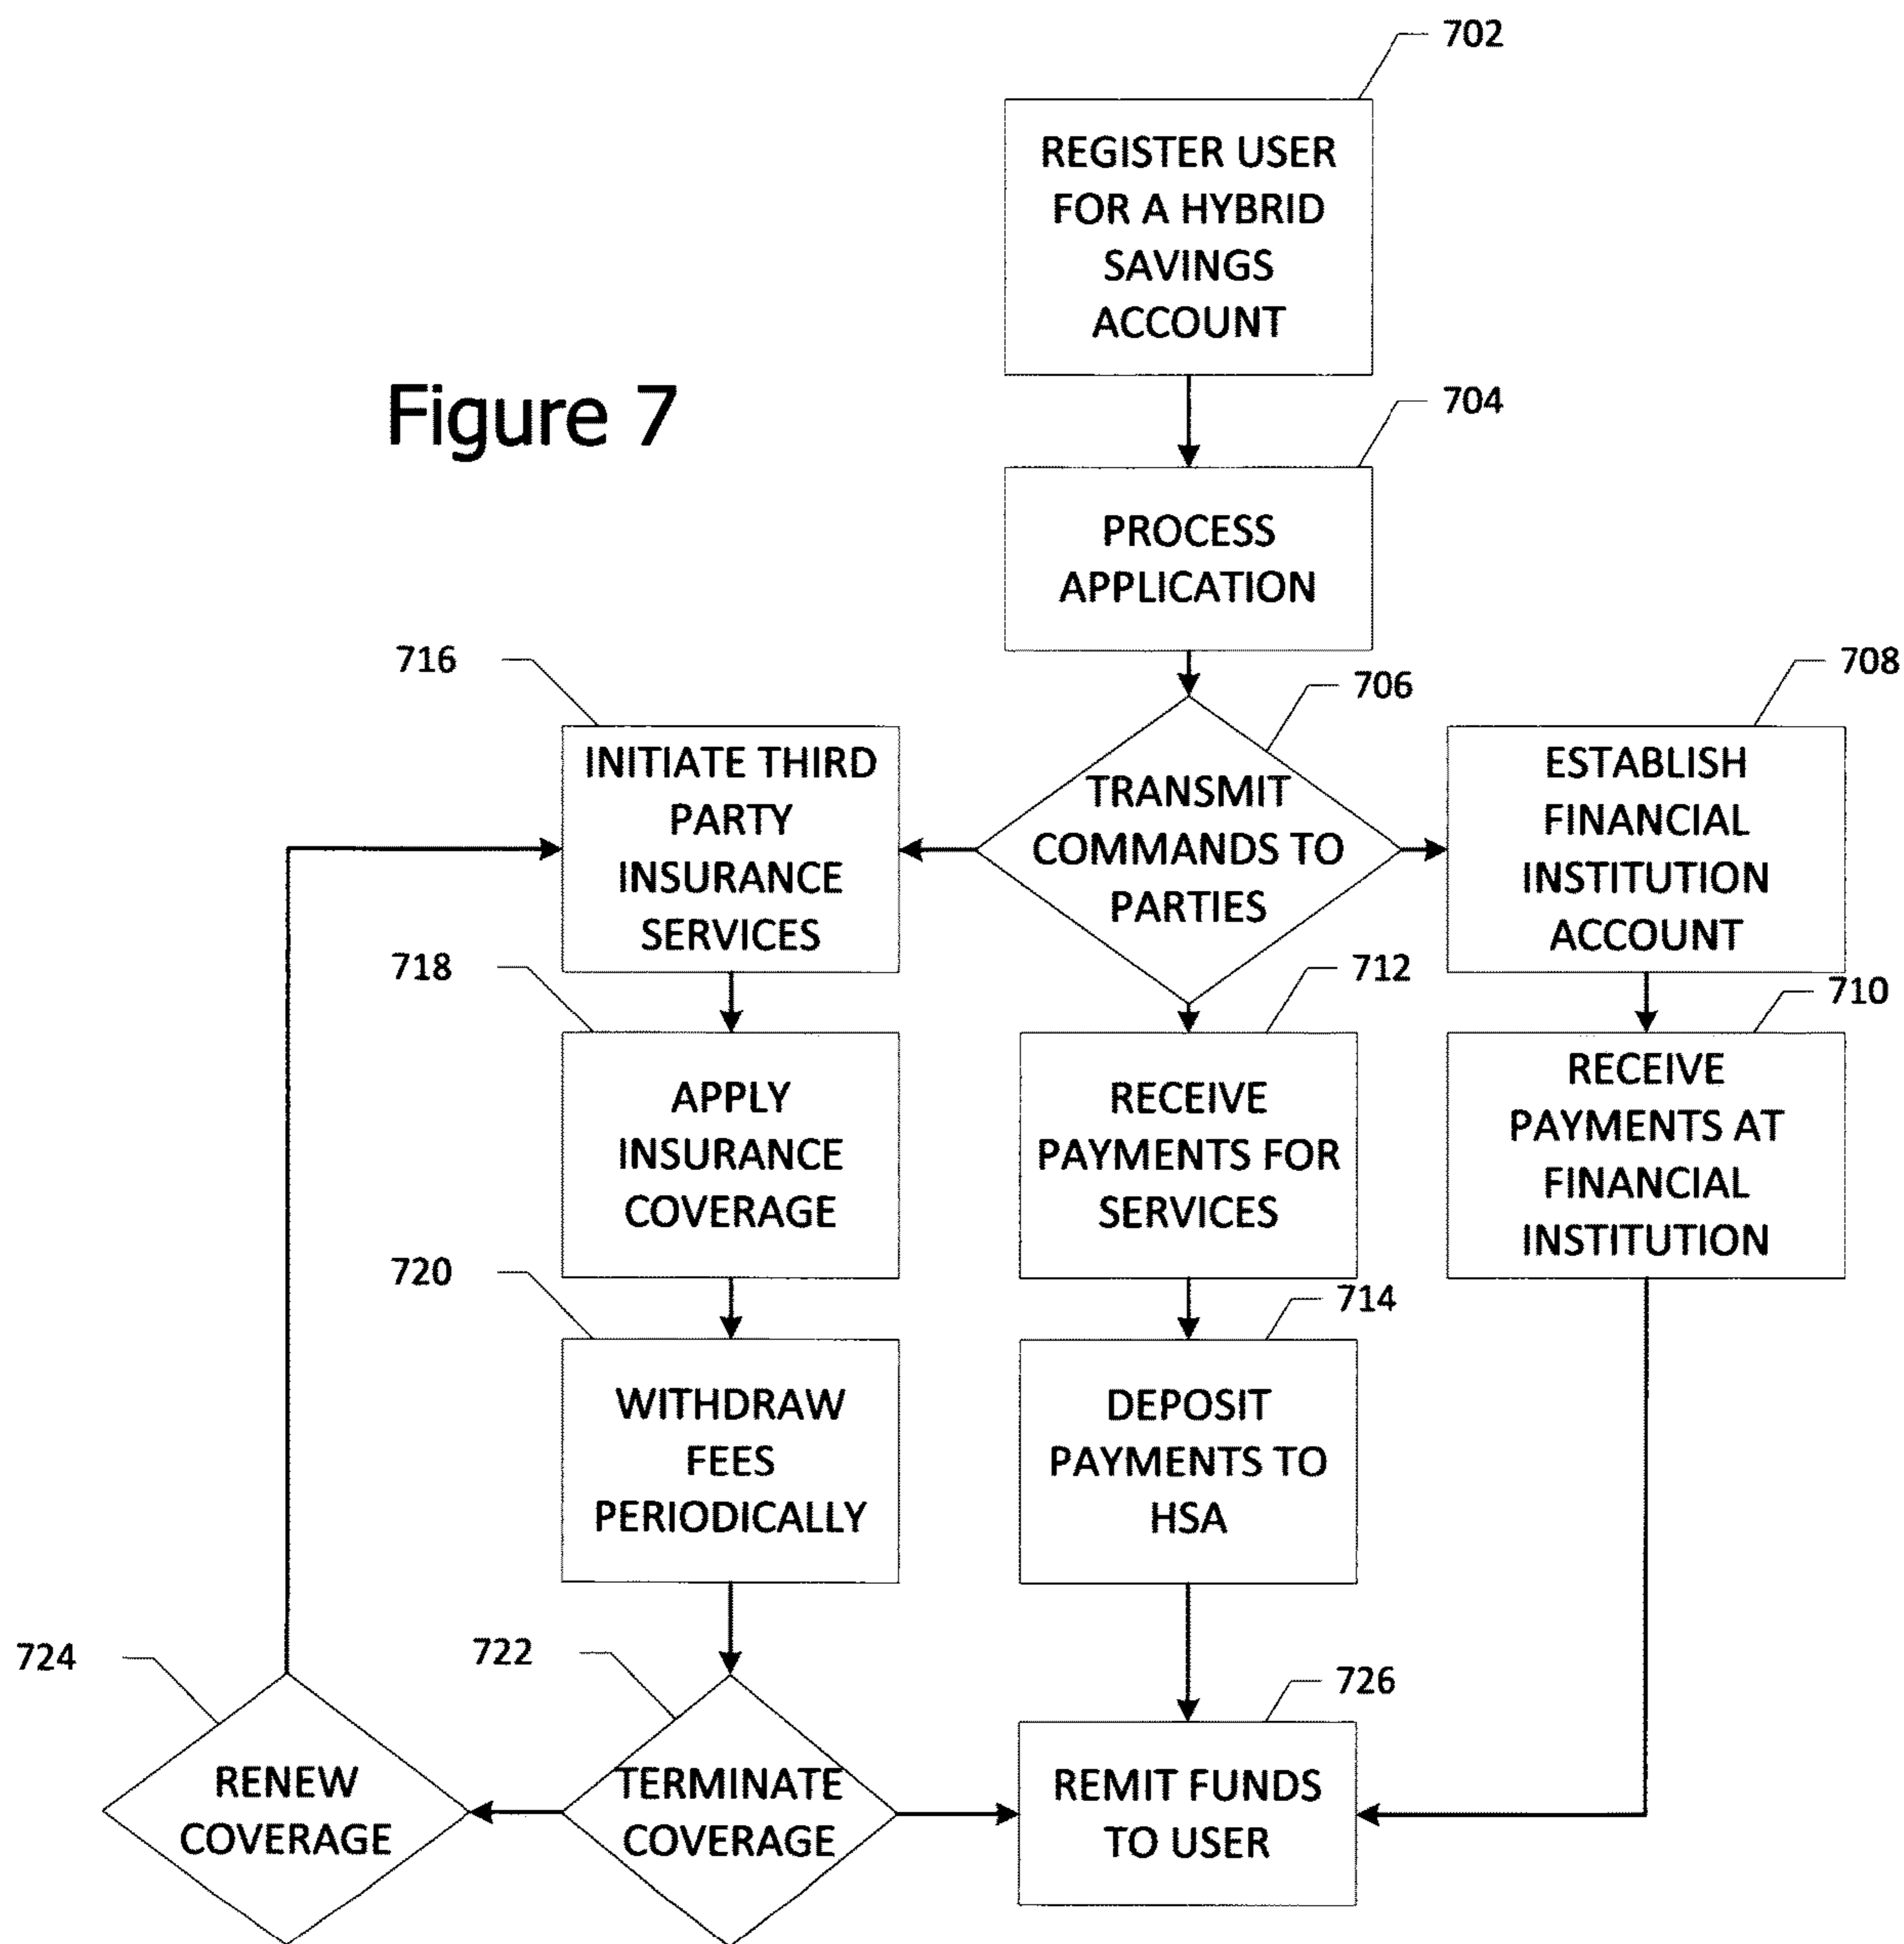 702
REGISTER USER
FOR A HYBRID
SAVINGS
ACCOUNT
Figure 7
704
PROCESS
APPLICATION
706
TRANSMIT
COMMANDS TO
PARTIES
716
INITIATE THIRD
PARTY
INSURANCE
SERVICES
708
ESTABLISH
FINANCIAL
INSTITUTION
ACCOUNT
718
APPLY
INSURANCE
COVERAGE
712
RECEIVE
PAYMENTS FOR
SERVICES
710
RECEIVE
PAYMENTS AT
FINANCIAL
INSTITUTION
720
WITHDRAW
FEES
PERIODICALLY
714
DEPOSIT
PAYMENTS TO
HSA
724
RENEW
COVERAGE
722
TERMINATE
COVERAGE
726
REMIT FUNDS
TO USER